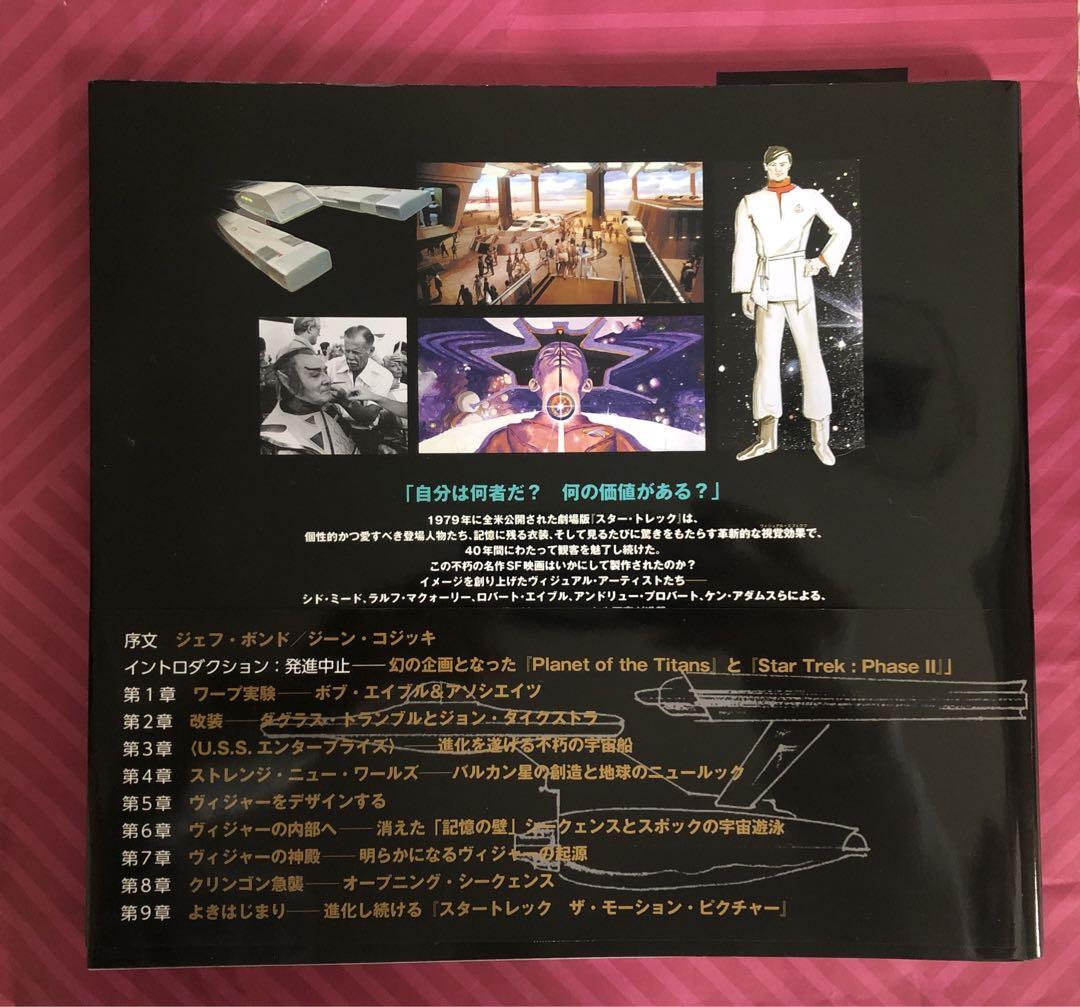 「自分は何者だ？　何の価値がある？」
1979年に全米公開された劇場版『スター・トレック』は、
個性的かつ愛すべき登場人物たち、記憶に残る衣装、そして見るたびに驚きをもたらす革新的な視覚効果で、
40年間にわたって観客を魅了し続けた。
この不朽の名作SF映画はいかにして製作されたのか？
イメージを創り上げたヴィジュアル・アーティストたち——
シド・ミード、ラルフ・マクォーリー、ロバート・エイブル、アンドリュー・プロバート、ケン・アダムスらによる、
序文　ジェフ・ボンド／ジーン・コジッキ
イントロダクション：発進中止——幻の企画となった『Planet of the Titans』と『Star Trek : Phase II』」
第1章　ワープ実験——ボブ・エイブル＆アソシエイツ
第2章　改装——ダグラス・トランブルとジョン・ダイクストラ
第3章　〈U.S.S. エンタープライズ〉　進化を遂げる不朽の宇宙船
第4章　ストレンジ・ニュー・ワールズ——バルカン星の創造と地球のニュールック
第5章　ヴィジャーをデザインする
第6章　ヴィジャーの内部へ——消えた「記憶の壁」シークェンスとスポックの宇宙遊泳
第7章　ヴィジャーの神殿——明らかになるヴィジャーの起源
第8章　クリンゴン急襲——オープニング・シークェンス
第9章　よきはじまり——進化し続ける『スタートレック　ザ・モーション・ピクチャー』